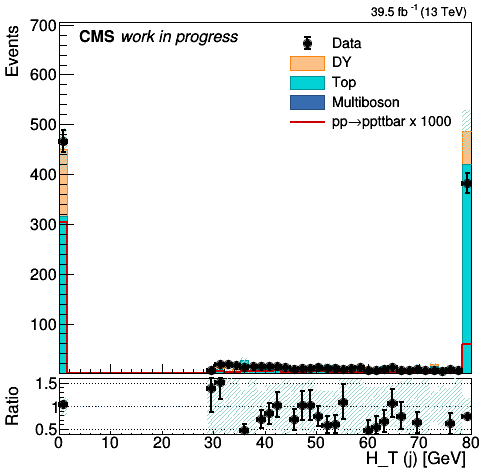 39.5 fb⁻¹ (13 TeV)
CMS work in progress
Data
DY
Top
Multiboson
pp→ppttbar x 1000
Events
700
600
500
400
300
200
100
Ratio
1.5
1
0.5
0 10 20 30 40 50 60 70 80
H_T (j) [GeV]